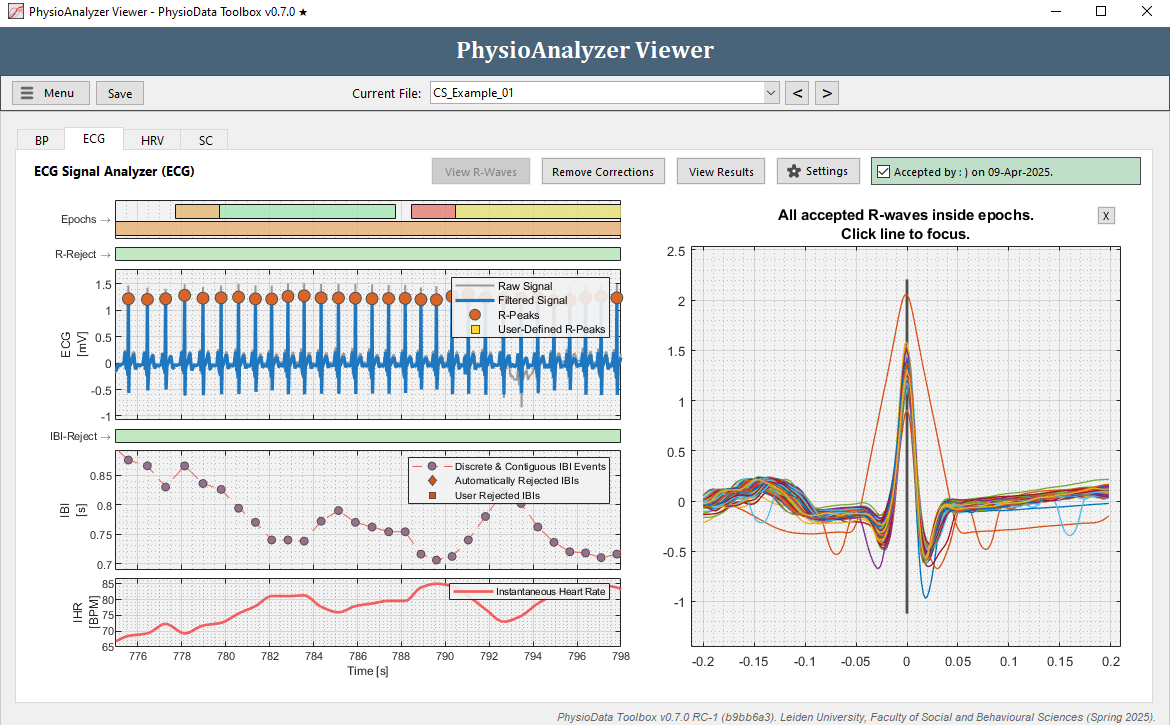 PhysioAnalyzer Viewer - PhysioData Toolbox v0.7.0 ★
PhysioAnalyzer Viewer
Menu
Save
Current File:
CS_Example_01
<
>
BP
ECG
HRV
SC
ECG Signal Analyzer (ECG)
View R-Waves
Remove Corrections
View Results
Settings
Accepted by : ) on 09-Apr-2025.
Epochs →
R-Reject →
1.5
1
0.5
0
-0.5
-1
ECG
[mV]
Raw Signal
Filtered Signal
R-Peaks
User-Defined R-Peaks
IBI-Reject →
0.85
0.8
0.75
0.7
IBI
[s]
Discrete & Contiguous IBI Events
Automatically Rejected IBIs
User Rejected IBIs
85
80
75
70
65
IHR
[BPM]
Instantaneous Heart Rate
776 778 780 782 784 786 788 790 792 794 796 798
Time [s]
All accepted R-waves inside epochs.
Click line to focus.
X
2.5
2
1.5
1
0.5
0
-0.5
-1
-0.2 -0.15 -0.1 -0.05 0 0.05 0.1 0.15 0.2
PhysioData Toolbox v0.7.0 RC-1 (b9bb6a3). Leiden University, Faculty of Social and Behavioural Sciences (Spring 2025).